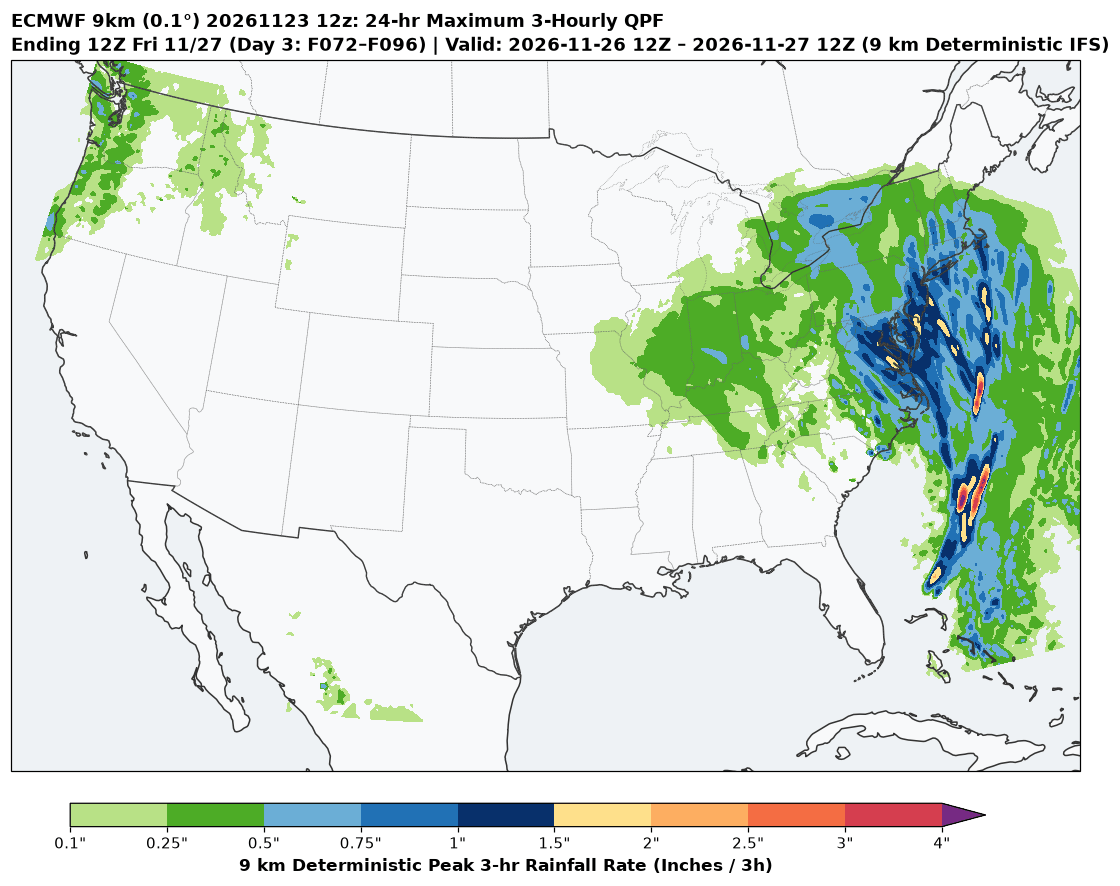 ECMWF 9km (0.1°) 20261123 12z: 24-hr Maximum 3-Hourly QPF
Ending 12Z Fri 11/27 (Day 3: F072–F096) | Valid: 2026-11-26 12Z – 2026-11-27 12Z (9 km Deterministic IFS)
0.1" 0.25" 0.5" 0.75" 1" 1.5" 2" 2.5" 3" 4"
9 km Deterministic Peak 3-hr Rainfall Rate (Inches / 3h)